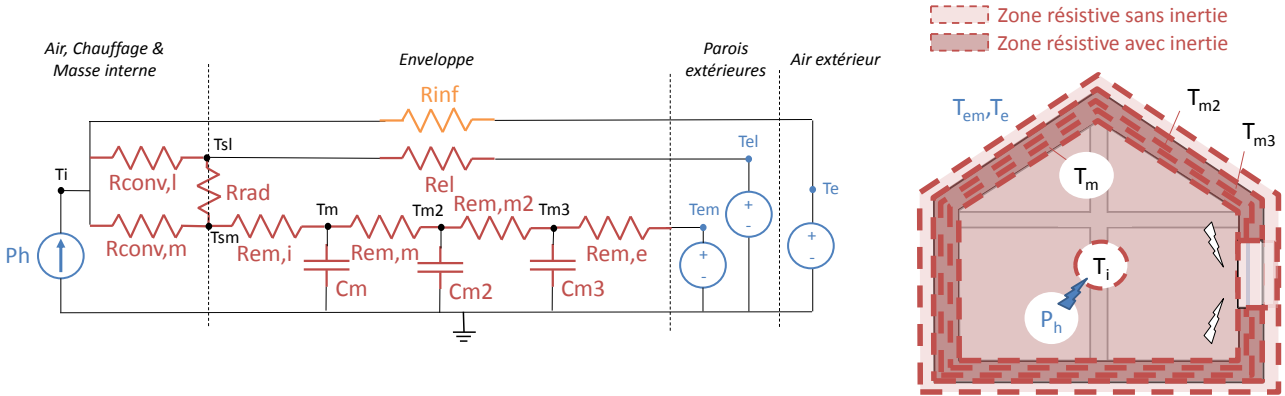 Air, Chauffage &
Masse interne
Enveloppe
Parois
extérieures
Air extérieur
Rinf
Tsl
Tel
Rconv,l
Rel
Ti
Rrad
Te
Tm
Tm2
Rem,m2
Tm3
Tem
Rconv,m
Tsm
Rem,i
Rem,m
Rem,e
Ph
Cm
Cm2
Cm3
+
-
+
-
+
-
Zone résistive sans inertie
Zone résistive avec inertie
Tem,Te
Tm2
Tm3
Tm
Ti
Ph